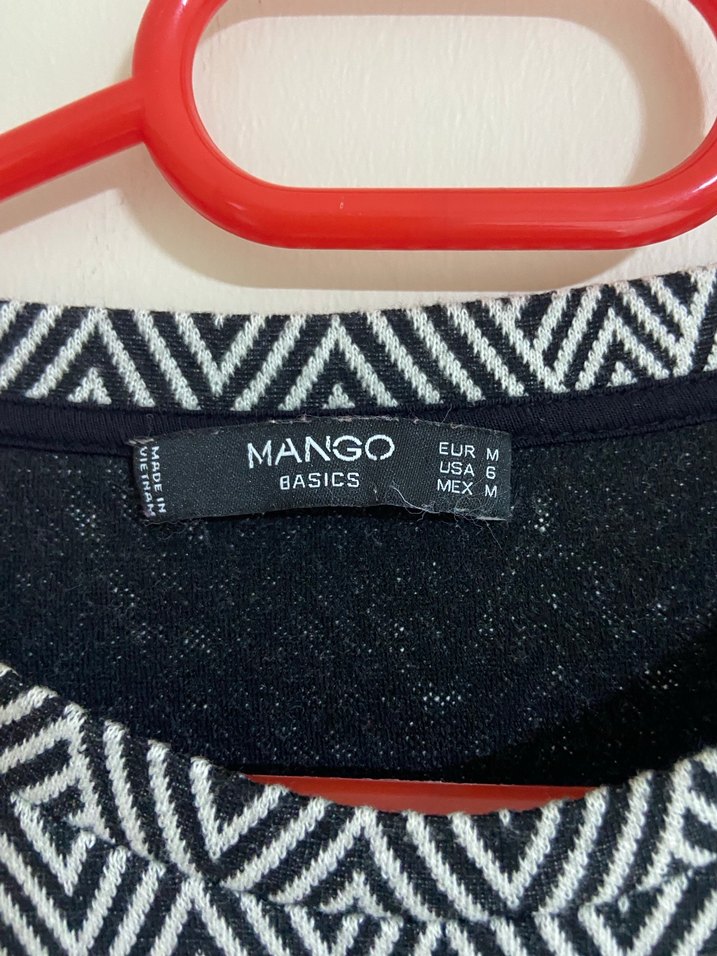 MANGO
BASICS
EUR M
USA 6
MEX M
MADE IN
VIETNAM